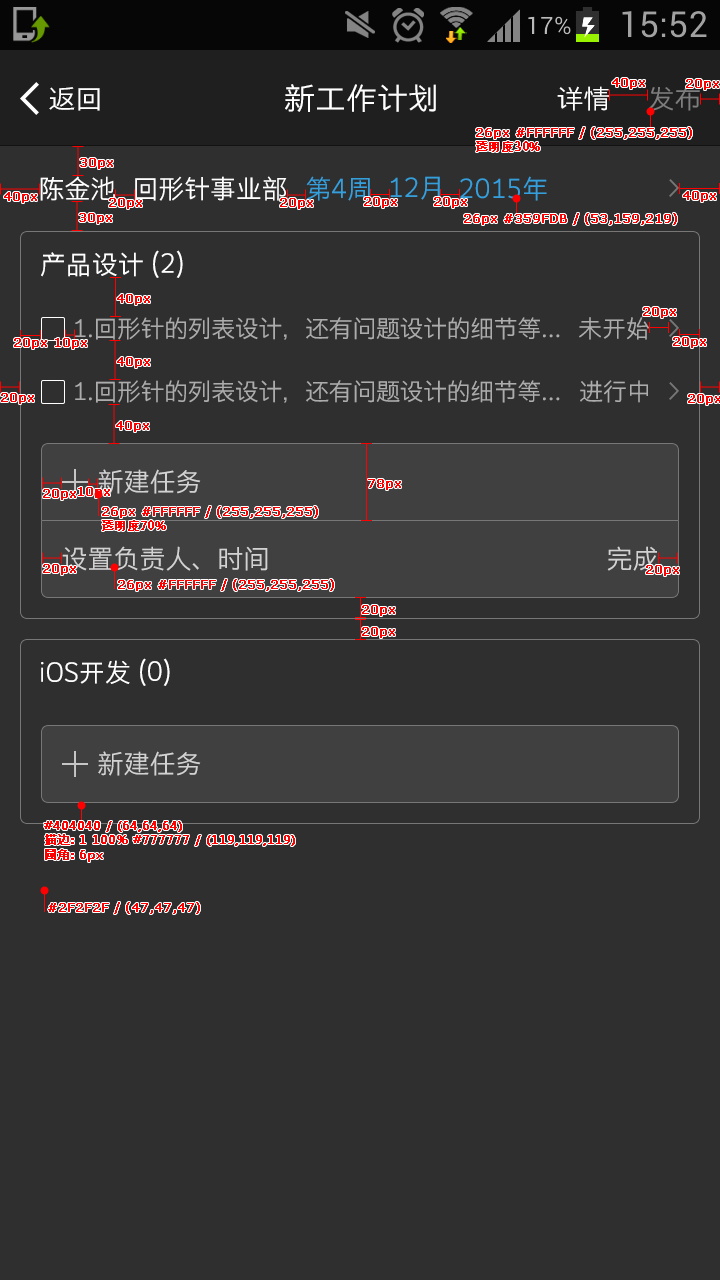 17% 15:52
返回 新工作计划 详情 40px 发布 20px
26px #FFFFFF / (255,255,255)
透明度30%
30px
40px 陈金池 20px 回形针事业部 20px 第4周 20px 12月 20px 2015年 40px
30px
26px #359FDB / (53,159,219)
产品设计 (2)
40px
20px
1.回形针的列表设计，还有问题设计的细节等... 未开始
20px 10px 20px
40px
1.回形针的列表设计，还有问题设计的细节等... 进行中
20px 20px
40px
新建任务
20px 10px 78px
26px #FFFFFF / (255,255,255)
透明度70%
设置负责人、时间 完成
20px 20px
26px #FFFFFF / (255,255,255)
20px
20px
iOS开发 (0)
新建任务
#404040 / (64,64,64)
描边: 1 100% #777777 / (119,119,119)
圆角: 6px
#2F2F2F / (47,47,47)